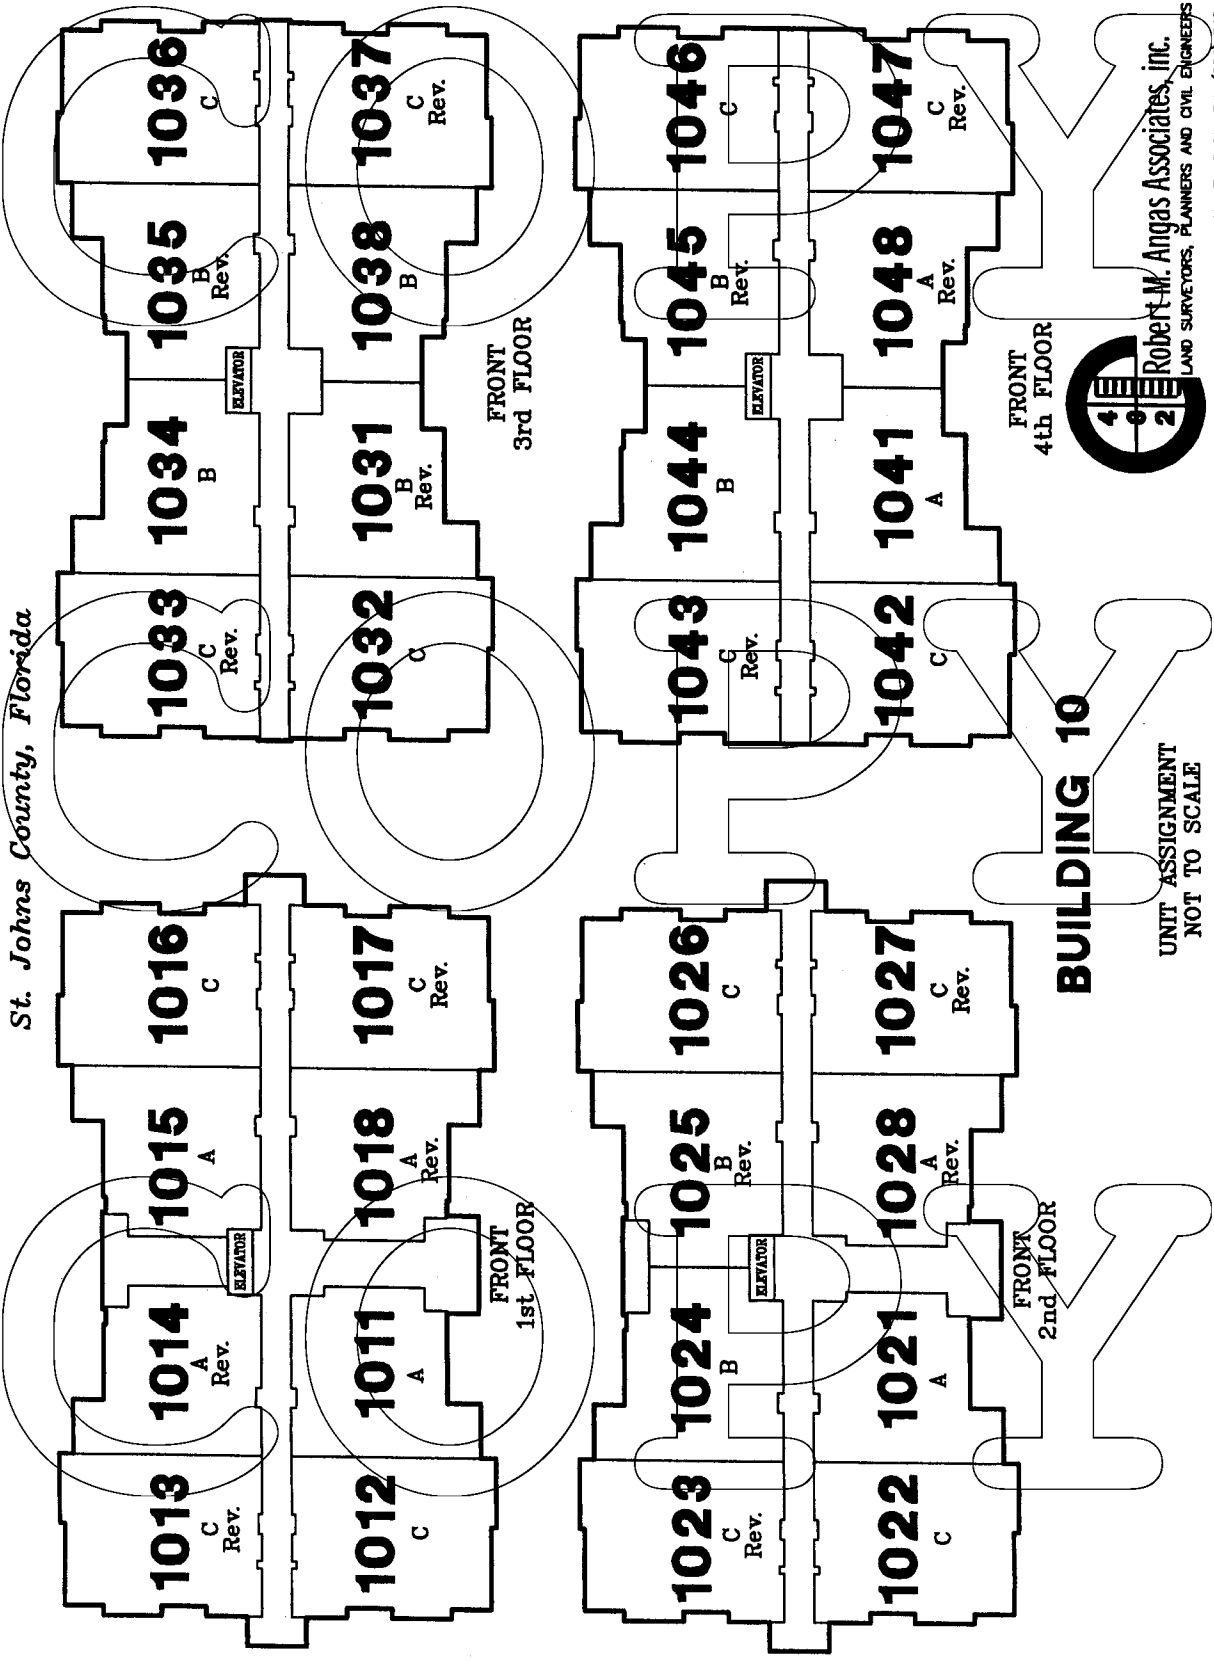 St. Johns County, Florida
1013
C
Rev.
1014
A
Rev.
1015
A
1016
C
ELEVATOR
1012
C
1011
A
1018
A
Rev.
1017
C
Rev.
FRONT
1st FLOOR
1033
C
Rev.
1034
B
1035
B
Rev.
1036
C
ELEVATOR
1032
C
1031
B
Rev.
1038
B
1037
C
Rev.
FRONT
3rd FLOOR
1023
C
Rev.
1024
B
1025
B
Rev.
1026
C
ELEVATOR
1022
C
1021
A
1028
A
Rev.
1027
C
Rev.
FRONT
2nd FLOOR
1043
C
Rev.
1044
B
1045
B
Rev.
1046
C
ELEVATOR
1042
C
1041
A
1048
A
Rev.
1047
C
Rev.
FRONT
4th FLOOR
BUILDING 10
UNIT ASSIGNMENT
NOT TO SCALE
4
6
2
Robert M. Angas Associates, inc.
LAND SURVEYORS, PLANNERS AND CIVIL ENGINEERS
COPY
COPY
COPY